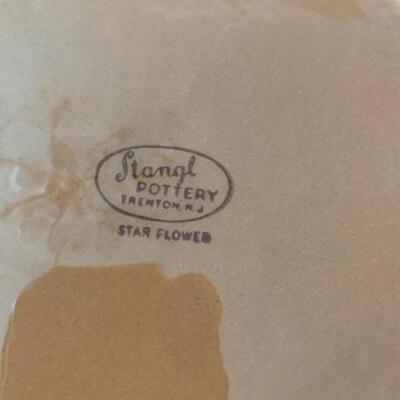 Stangl
POTTERY
TRENTON, N.J
STAR FLOWER